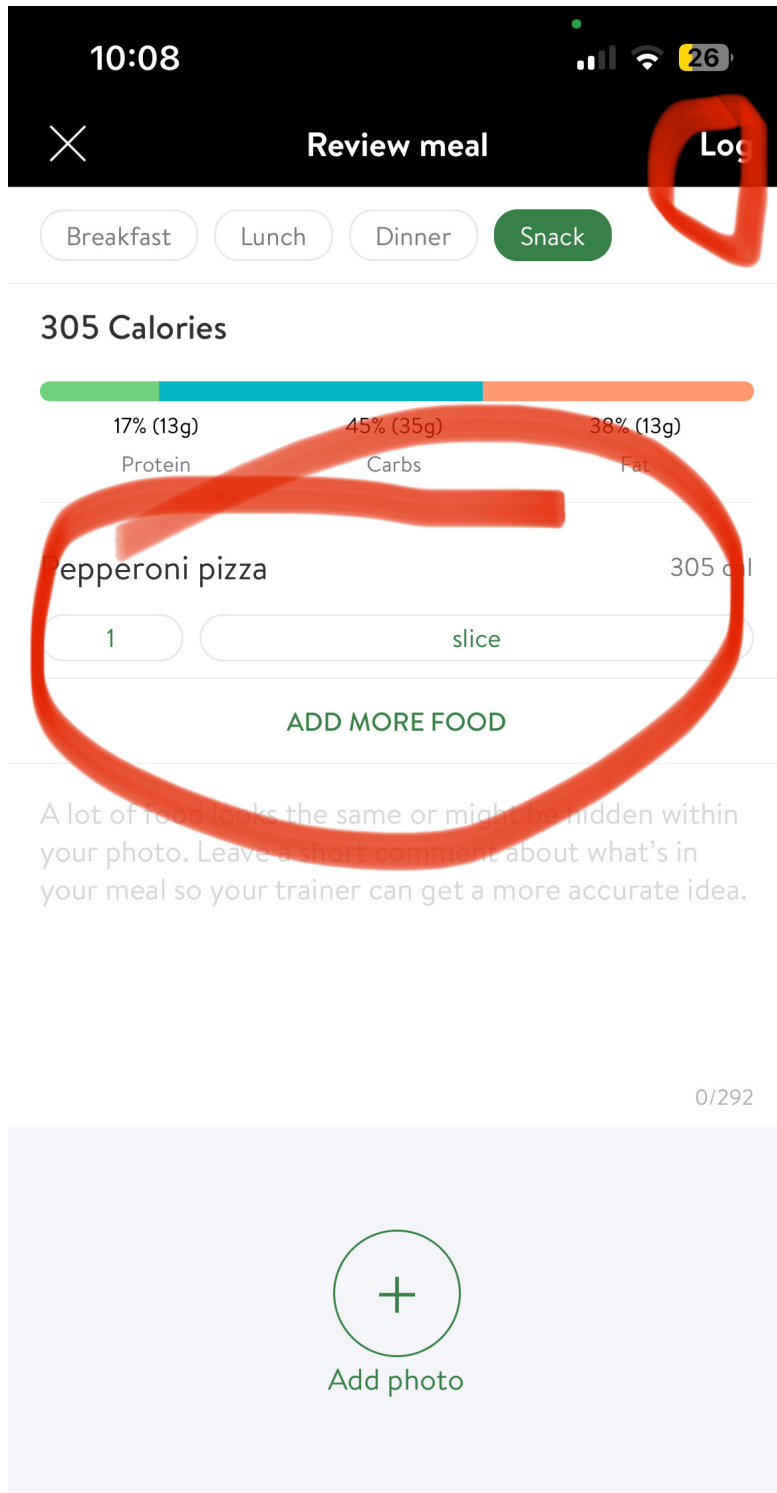 10:08
26
Review meal
Log
Breakfast Lunch Dinner Snack
305 Calories
17% (13g) 45% (35g) 38% (13g)
Protein Carbs Fat
Pepperoni pizza 305 cal
1 slice
ADD MORE FOOD
A lot of food looks the same or might be hidden within
your photo. Leave a short comment about what's in
your meal so your trainer can get a more accurate idea.
0/292
+
Add photo